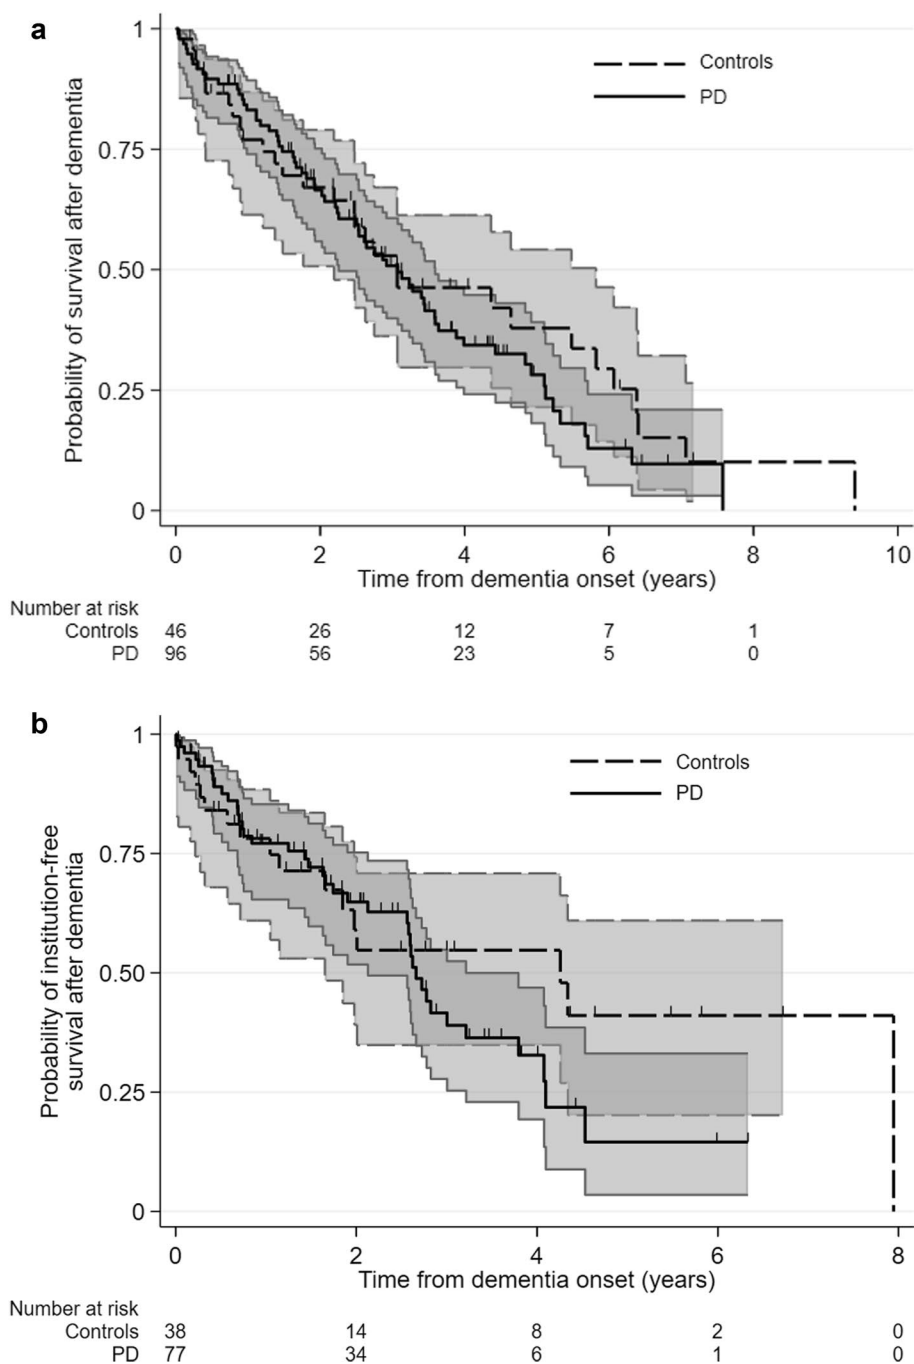 a
Probability of survival after dementia
1
0.75
0.50
0.25
0
Controls
PD
0 2 4 6 8 10
Time from dementia onset (years)
Number at risk
Controls 46 26 12 7 1
PD 96 56 23 5 0
b
Probability of institution-free
survival after dementia
1
0.75
0.50
0.25
0
Controls
PD
0 2 4 6 8
Time from dementia onset (years)
Number at risk
Controls 38 14 8 2 0
PD 77 34 6 1 0